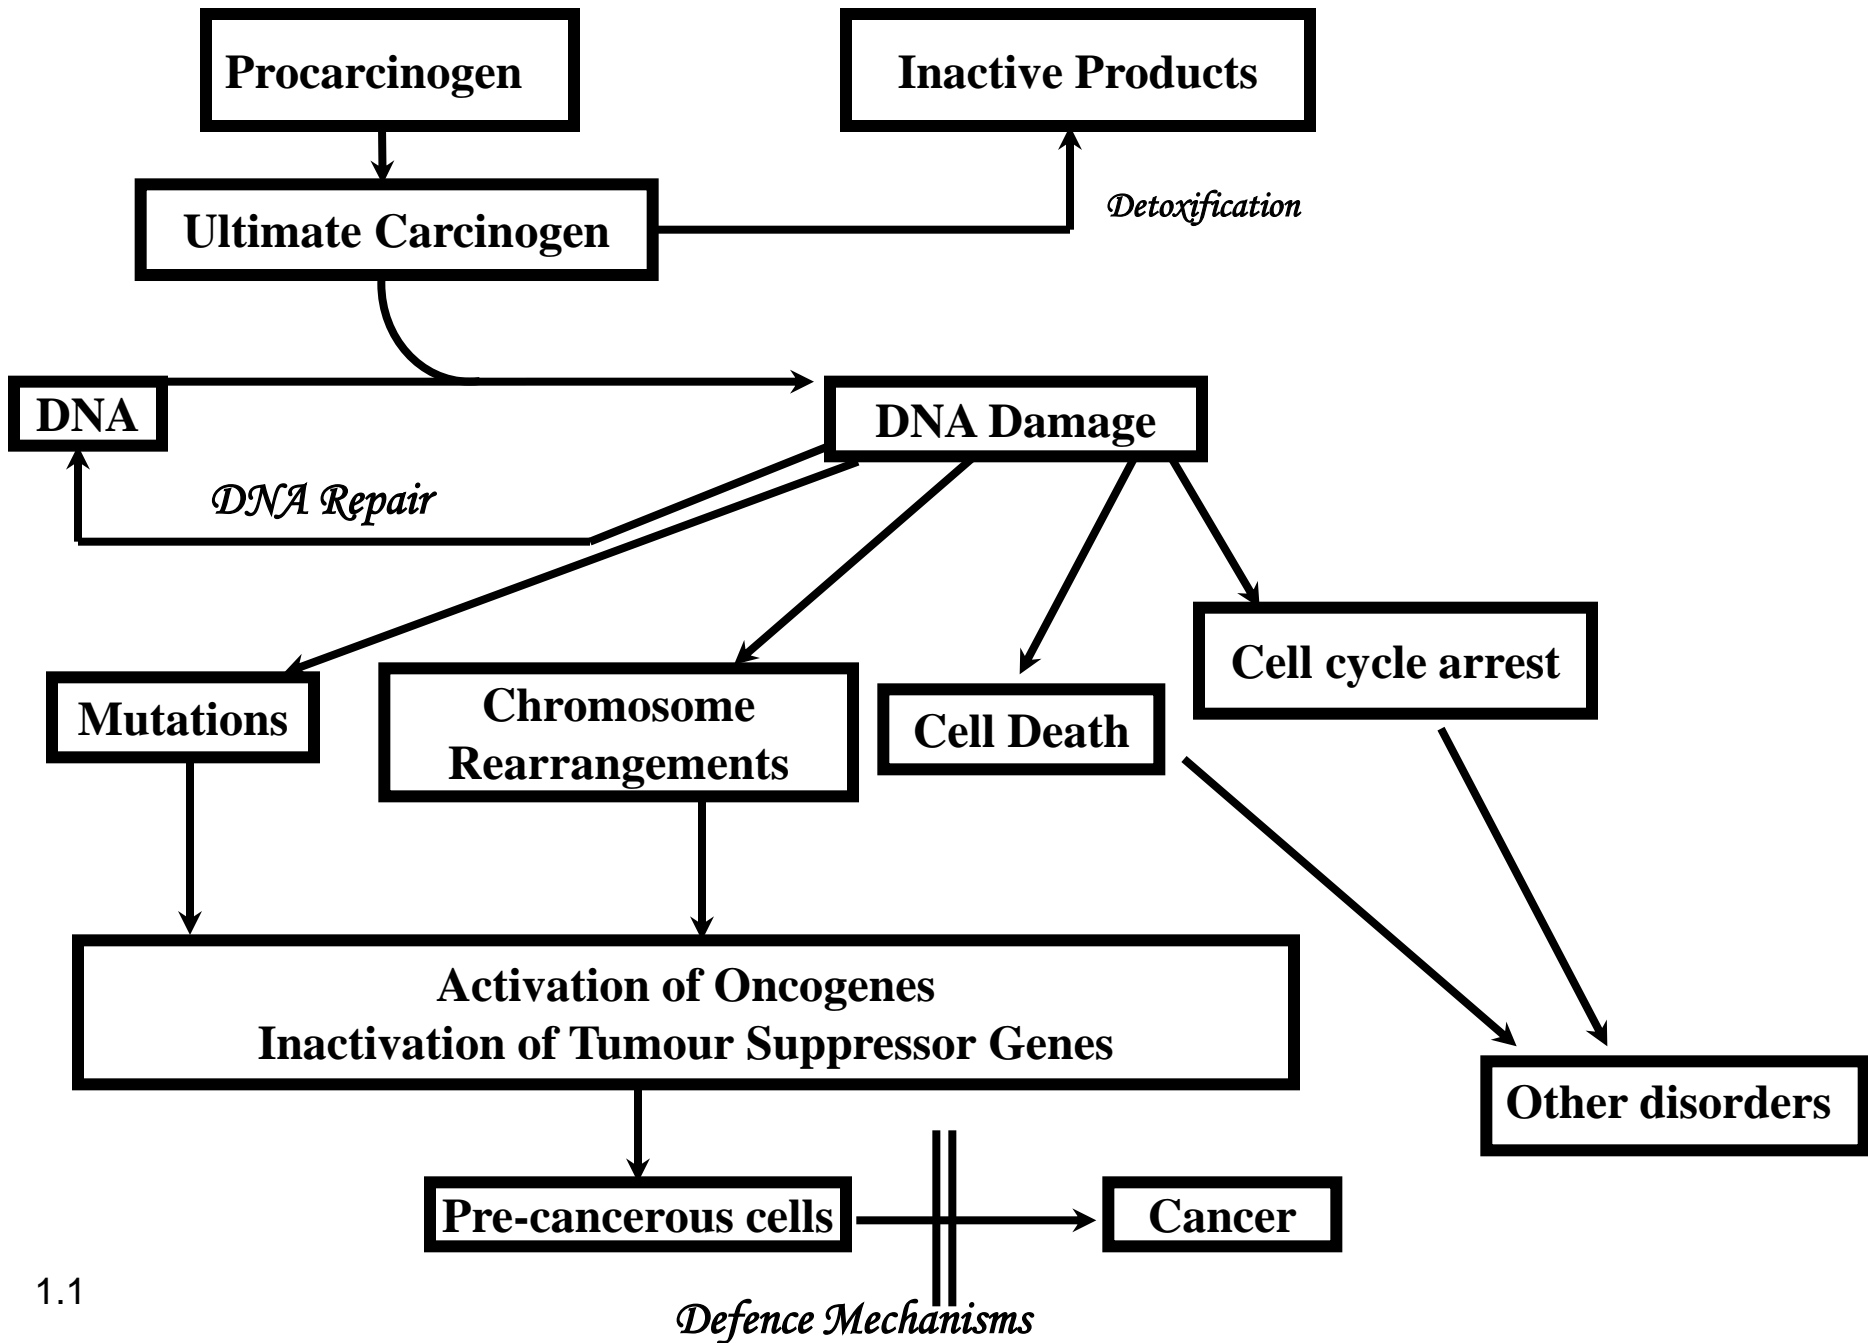 Procarcinogen
Inactive Products
Detoxification
Ultimate Carcinogen
DNA
DNA Damage
DNA Repair
Cell cycle arrest
Mutations
Chromosome
Rearrangements
Cell Death
Activation of Oncogenes
Inactivation of Tumour Suppressor Genes
Other disorders
Pre-cancerous cells
Cancer
1.1
Defence Mechanisms